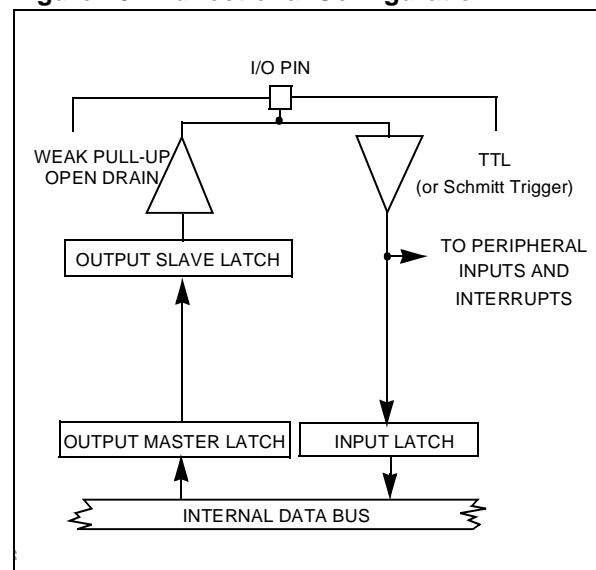 I/O PIN
WEAK PULL-UP
OPEN DRAIN
TTL
(or Schmitt Trigger)
OUTPUT SLAVE LATCH
TO PERIPHERAL
INPUTS AND
INTERRUPTS
OUTPUT MASTER LATCH
INPUT LATCH
INTERNAL DATA BUS